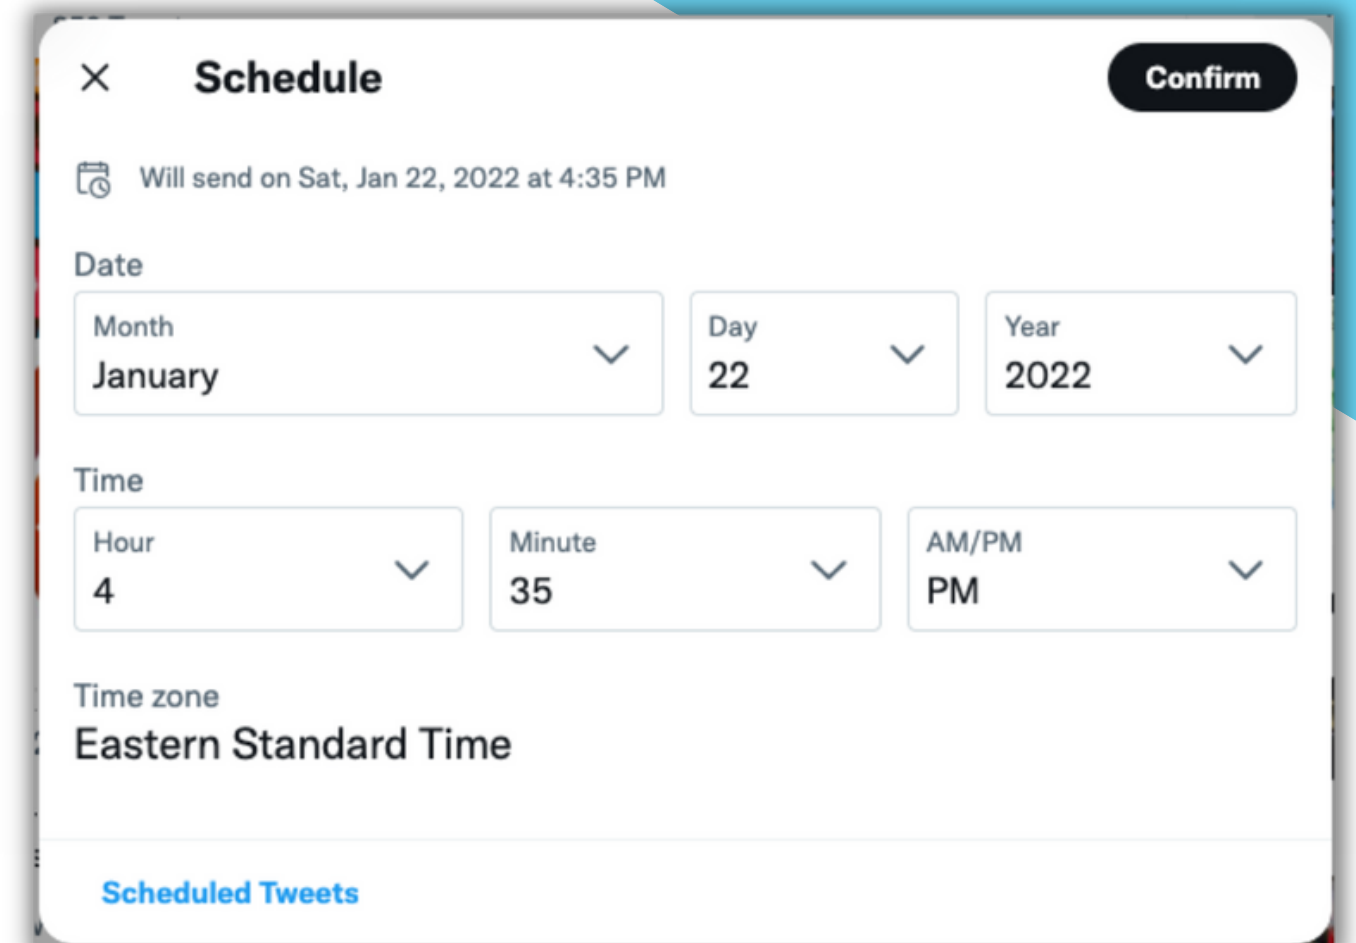 Schedule
Confirm
Will send on Sat, Jan 22, 2022 at 4:35 PM
Date
Month
Day
Year
January
22
2022
Time
Hour
Minute
AM/PM
4
35
PM
Time zone
Eastern Standard Time
Scheduled Tweets